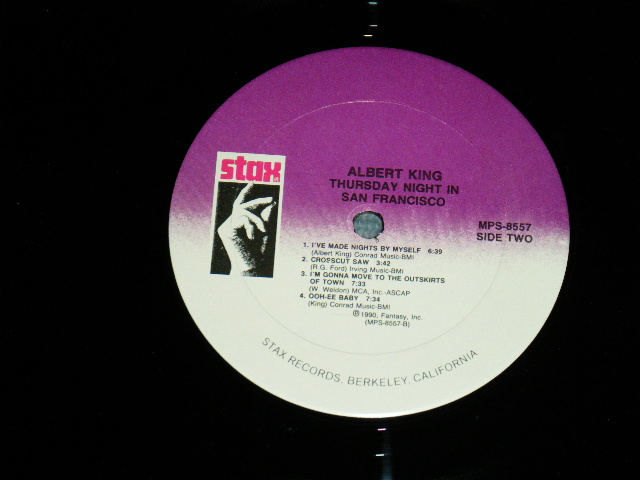 stax
ALBERT KING
THURSDAY NIGHT IN
SAN FRANCISCO
MPS-8557
SIDE TWO
1. I'VE MADE NIGHTS BY MYSELF 6:39
(Albert King) Conrad Music-BMI
2. CROSSCUT SAW 3:42
(R.G. Ford) Irving Music-BMI
3. I'M GONNA MOVE TO THE OUTSKIRTS
OF TOWN 7:33
(W. Weldon) MCA, Inc.-ASCAP
4. OOH-EE BABY 7:34
(King) Conrad Music-BMI
℗ 1990, Fantasy, Inc.
(MPS-8557-B)
STAX RECORDS, BERKELEY, CALIFORNIA